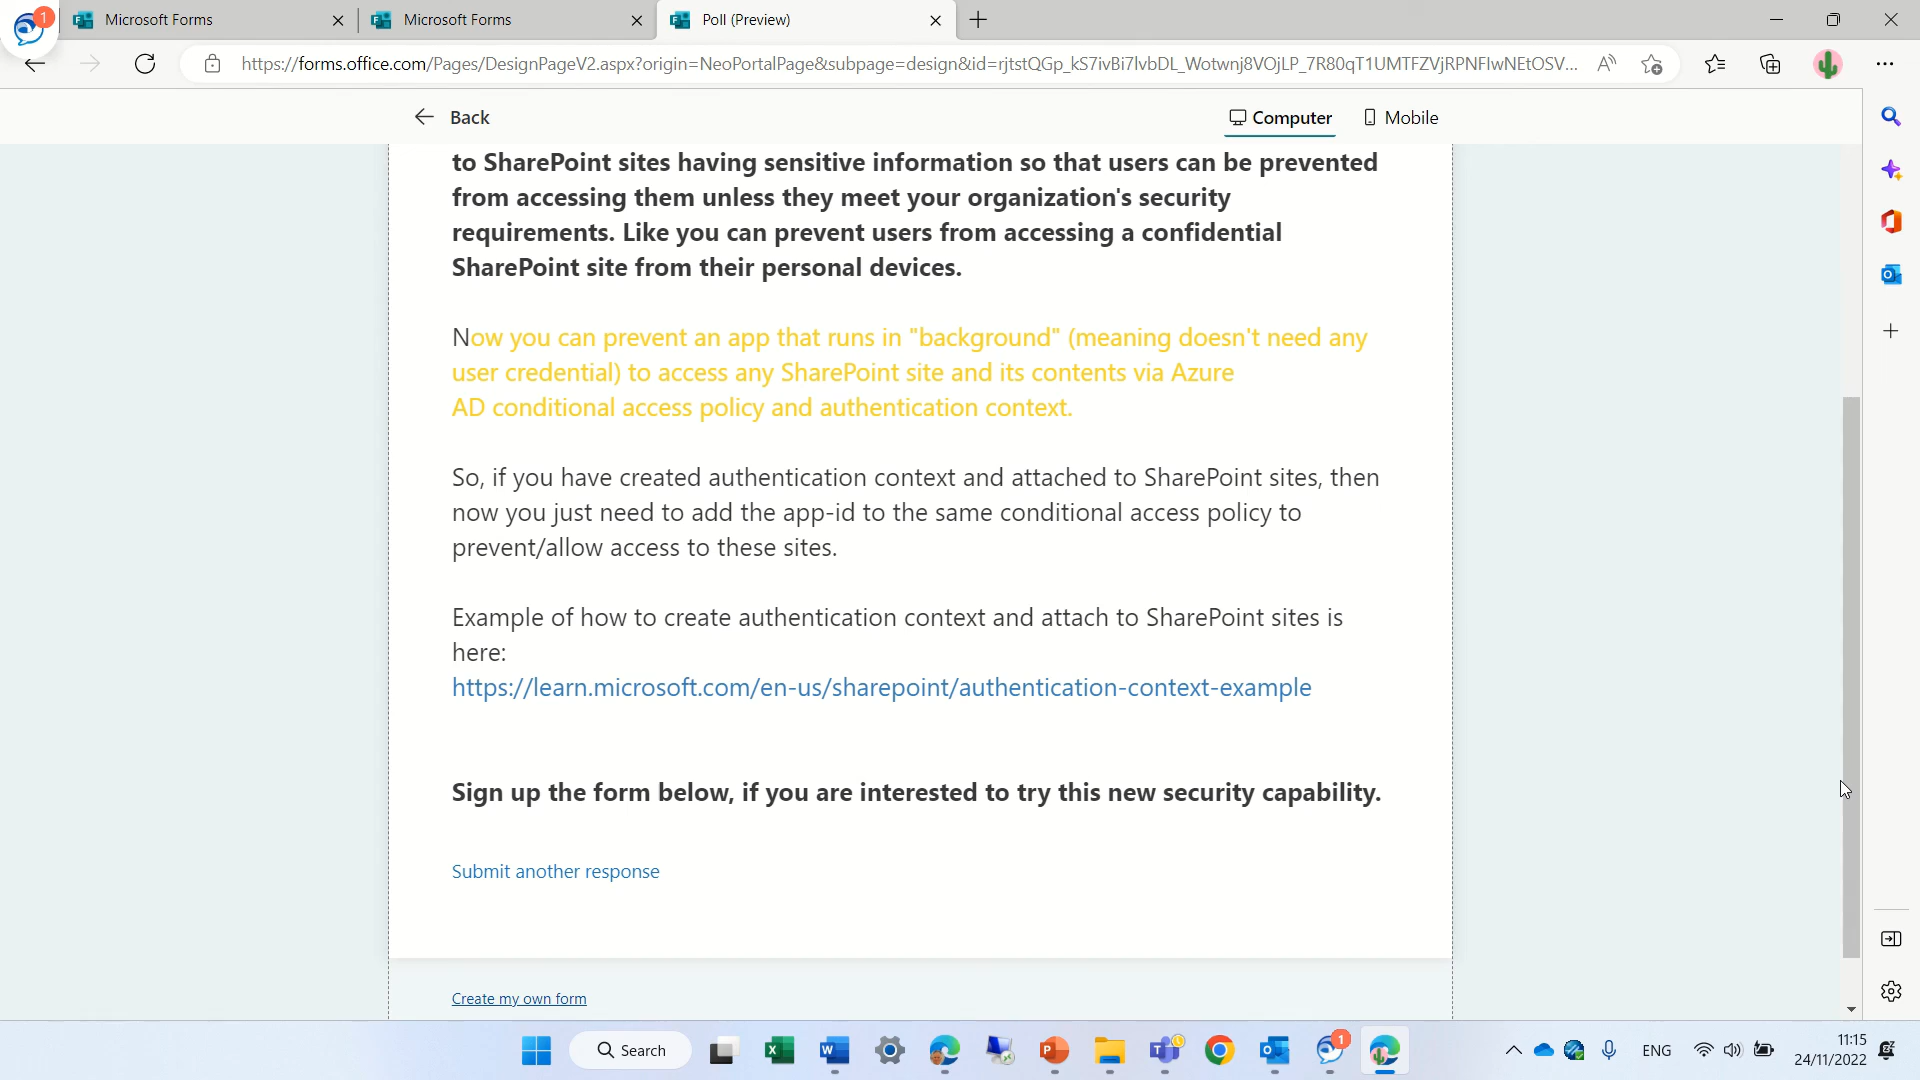 1
Microsoft Forms
Microsoft Forms
Poll (Preview)
https://forms.office.com/Pages/DesignPageV2.aspx?origin=NeoPortalPage&subpage=design&id=rjtstQGp_kS7ivBi7lvbDL_Wotwnj8VOjLP_7R80qT1UMTFZVjRPNFIwNEtOSV...
Back
Computer
Mobile
to SharePoint sites having sensitive information so that users can be prevented
from accessing them unless they meet your organization's security
requirements. Like you can prevent users from accessing a confidential
SharePoint site from their personal devices.
Now you can prevent an app that runs in "background" (meaning doesn't need any
user credential) to access any SharePoint site and its contents via Azure
AD conditional access policy and authentication context.
So, if you have created authentication context and attached to SharePoint sites, then
now you just need to add the app-id to the same conditional access policy to
prevent/allow access to these sites.
Example of how to create authentication context and attach to SharePoint sites is
here:
https://learn.microsoft.com/en-us/sharepoint/authentication-context-example
Sign up the form below, if you are interested to try this new security capability.
Submit another response
Create my own form
Search
1
ENG
11:15
24/11/2022